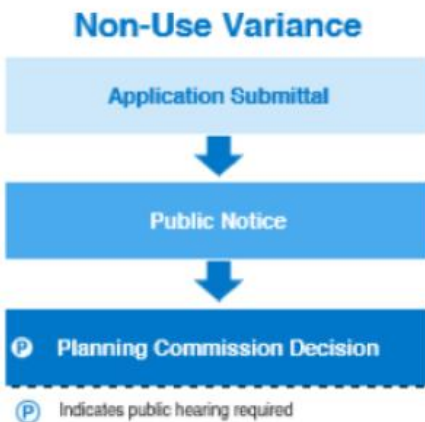 Non-Use Variance
Application Submittal
Public Notice
P Planning Commission Decision
P Indicates public hearing required